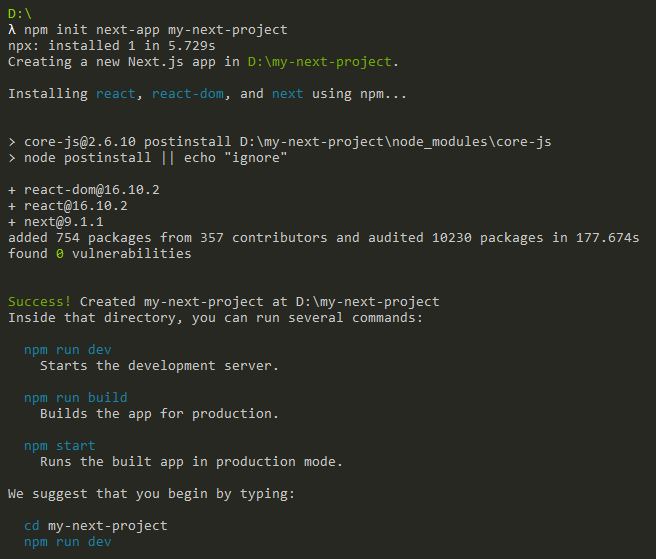 D:\
λ npm init next-app my-next-project
npx: installed 1 in 5.729s
Creating a new Next.js app in D:\my-next-project.
Installing react, react-dom, and next using npm...
> core-js@2.6.10 postinstall D:\my-next-project\node_modules\core-js
> node postinstall || echo "ignore"
+ react-dom@16.10.2
+ react@16.10.2
+ next@9.1.1
added 754 packages from 357 contributors and audited 10230 packages in 177.674s
found 0 vulnerabilities
Success! Created my-next-project at D:\my-next-project
Inside that directory, you can run several commands:
npm run dev
Starts the development server.
npm run build
Builds the app for production.
npm start
Runs the built app in production mode.
We suggest that you begin by typing:
cd my-next-project
npm run dev